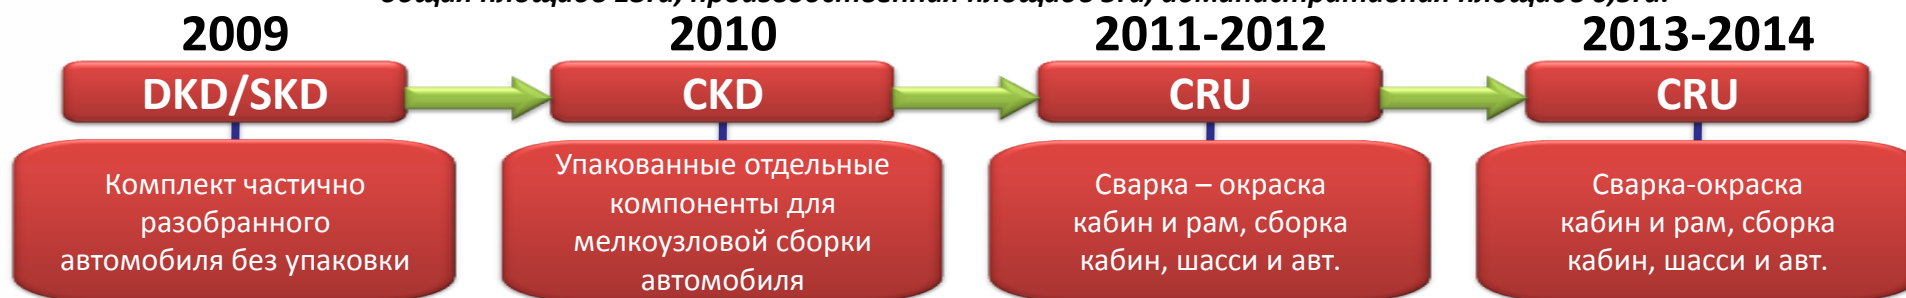 2009
2010
2011-2012
2013-2014
DKD/SKD
CKD
CRU
CRU
Комплект частично
разобранного
автомобиля без упаковки
Упакованные отдельные
компоненты для
мелкоузловой сборки
автомобиля
Сварка – окраска
кабин и рам, сборка
кабин, шасси и авт.
Сварка-окраска
кабин и рам, сборка
кабин, шасси и авт.